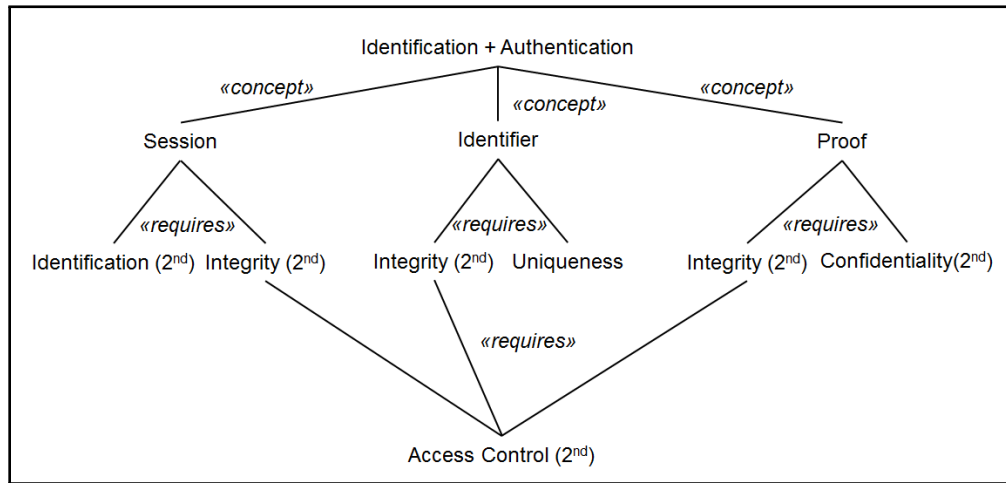 Identification + Authentication
«concept» «concept» «concept»
Session Identifier Proof
«requires» «requires» «requires»
Identification (2nd) Integrity (2nd) Integrity (2nd) Uniqueness Integrity (2nd) Confidentiality(2nd)
«requires»
Access Control (2nd)